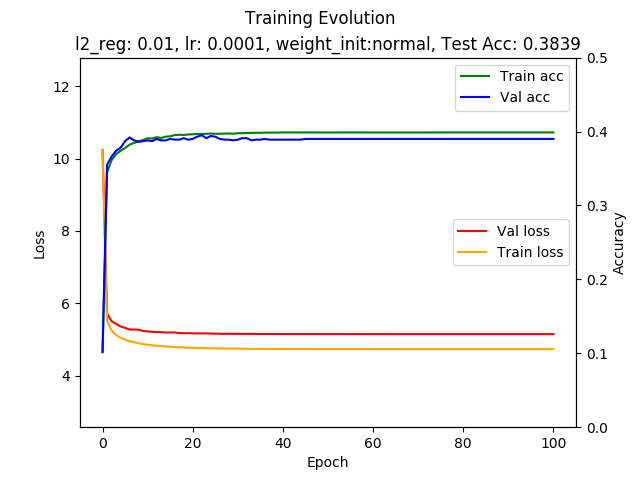 Training Evolution
l2_reg: 0.01, lr: 0.0001, weight_init:normal, Test Acc: 0.3839
Train acc
Val acc
Val loss
Train loss
12
10
8
6
4
Loss
0.5
0.4
0.3
0.2
0.1
0.0
Accuracy
0 20 40 60 80 100
Epoch